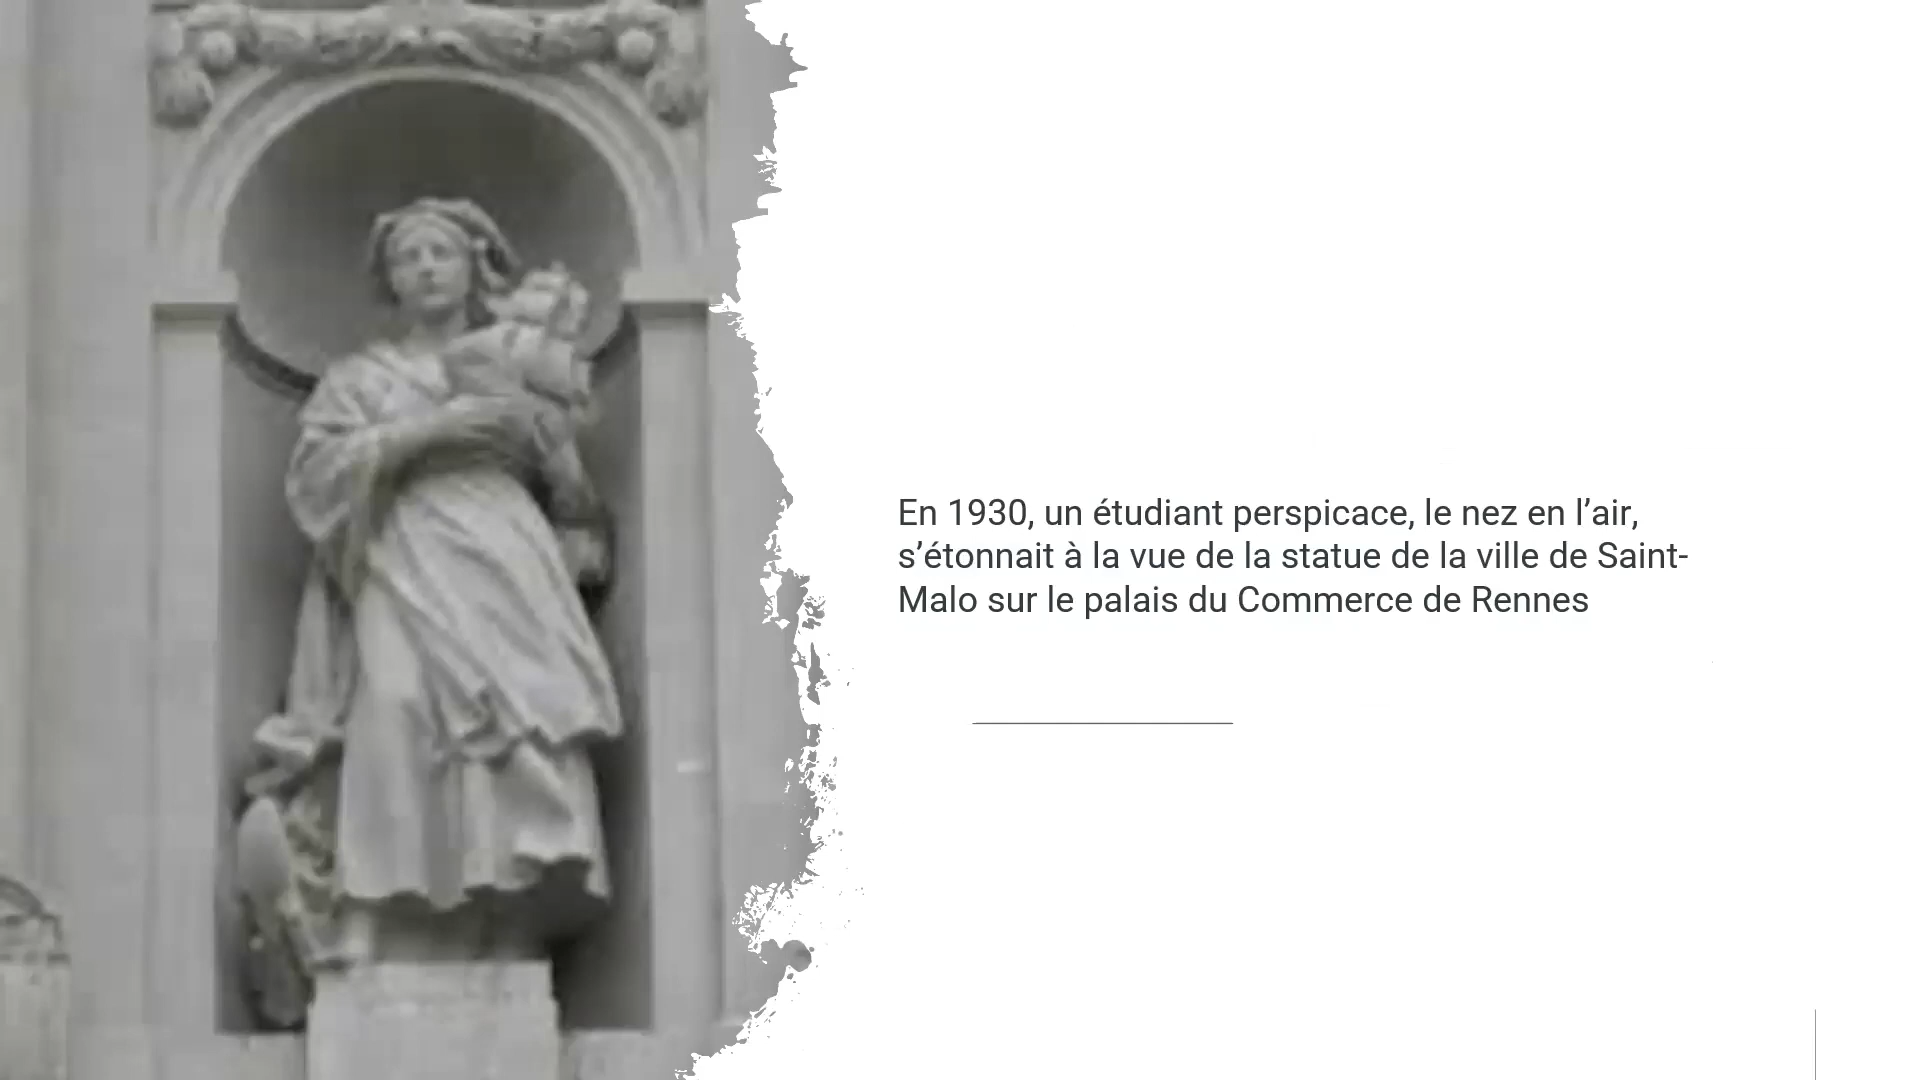 En 1930, un étudiant perspicace, le nez en l’air,
s’étonnait à la vue de la statue de la ville de Saint-
Malo sur le palais du Commerce de Rennes